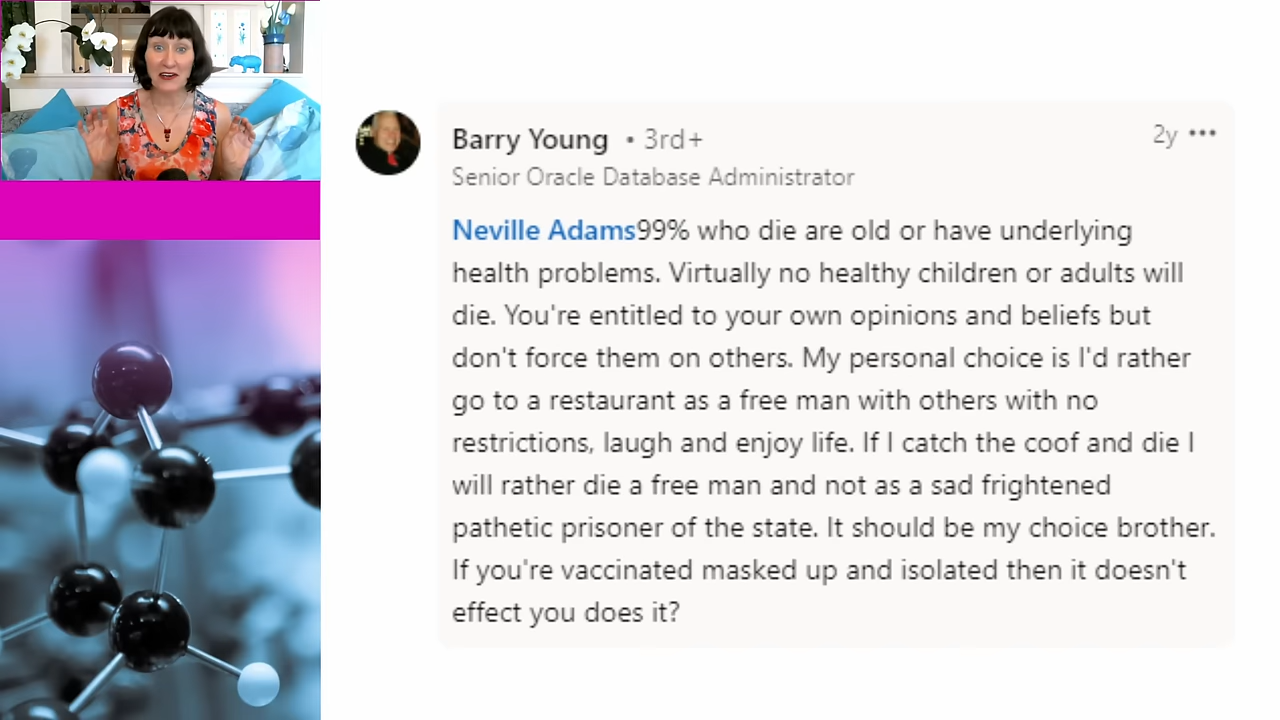 Barry Young • 3rd+
2y •••
Senior Oracle Database Administrator
Neville Adams99% who die are old or have underlying
health problems. Virtually no healthy children or adults will
die. You're entitled to your own opinions and beliefs but
don't force them on others. My personal choice is I'd rather
go to a restaurant as a free man with others with no
restrictions, laugh and enjoy life. If I catch the coof and die I
will rather die a free man and not as a sad frightened
pathetic prisoner of the state. It should be my choice brother.
If you're vaccinated masked up and isolated then it doesn't
effect you does it?